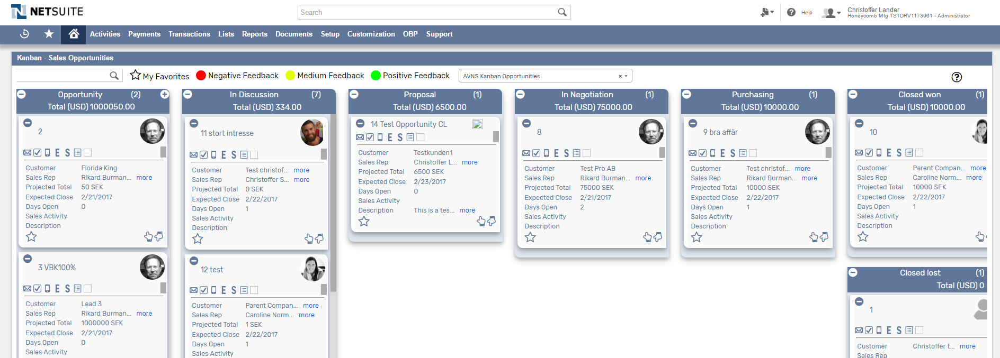 NETSUITE
Search
Help
Christoffer Lander
Honeycomb Mfg TSTDRV1173961 - Administrator
Activities Payments Transactions Lists Reports Documents Setup Customization OBP Support
Kanban - Sales Opportunities
My Favorites Negative Feedback Medium Feedback Positive Feedback AVNS Kanban Opportunities × ?
Opportunity (2)
Total (USD) 1000050.00
2
E S
Customer Florida King
Sales Rep Rikard Burman... more
Projected Total 50 SEK
Expected Close 2/21/2017
Days Open 0
Sales Activity
Description
3 VBK100%
E S
Customer Lead 3
Sales Rep Rikard Burman... more
Projected Total 1000000 SEK
Expected Close 2/21/2017
Days Open 0
Sales Activity
In Discussion (7)
Total (USD) 334.00
11 stort intresse
E S
Customer Test christof... more
Sales Rep Christoffer S... more
Projected Total 0 SEK
Expected Close 2/22/2017
Days Open 1
Sales Activity
Description
12 test
E S
Customer Parent Compan... more
Sales Rep Caroline Norm... more
Projected Total 1 SEK
Expected Close 2/22/2017
Days Open 1
Sales Activity
Proposal (1)
Total (USD) 6500.00
14 Test Opportunity CL
E S
Customer Testkunden1
Sales Rep Christoffer L... more
Projected Total 6500 SEK
Expected Close 2/23/2017
Days Open 0
Sales Activity
Description This is a tes... more
In Negotiation (1)
Total (USD) 75000.00
8
E S
Customer Test Pro AB
Sales Rep Rikard Burman... more
Projected Total 75000 SEK
Expected Close 2/21/2017
Days Open 2
Sales Activity
Description
Purchasing (1)
Total (USD) 10000.00
9 bra affär
E S
Customer Test christof... more
Sales Rep Rikard Burman... more
Projected Total 10000 SEK
Expected Close 2/22/2017
Days Open 1
Sales Activity
Description
Closed won (1)
Total (USD) 10000.00
10
E S
Customer Parent Compan... more
Sales Rep Caroline Norm... more
Projected Total 10000 SEK
Expected Close 2/22/2017
Days Open 1
Sales Activity
Description
Closed lost (1)
Total (USD) 0
1
E S
Customer Christoffer t... more
Sales Rep